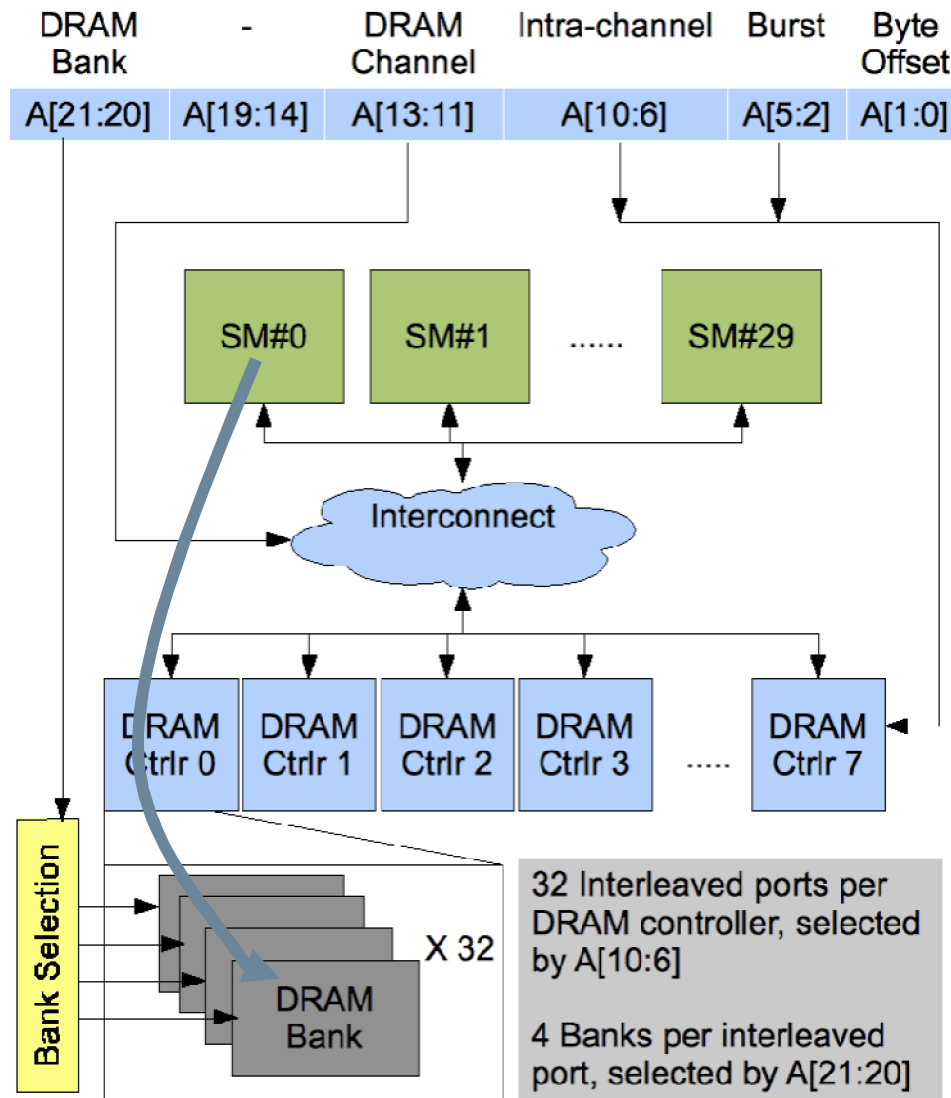 DRAM Bank
-
DRAM Channel
Intra-channel
Burst
Byte Offset
A[21:20]
A[19:14]
A[13:11]
A[10:6]
A[5:2]
A[1:0]
SM#0
SM#1
......
SM#29
Interconnect
DRAM
Ctrlr 0
DRAM
Ctrlr 1
DRAM
Ctrlr 2
DRAM
Ctrlr 3
.....
DRAM
Ctrlr 7
Bank Selection
DRAM
Bank
X 32
32 Interleaved ports per
DRAM controller, selected
by A[10:6]
4 Banks per interleaved
port, selected by A[21:20]